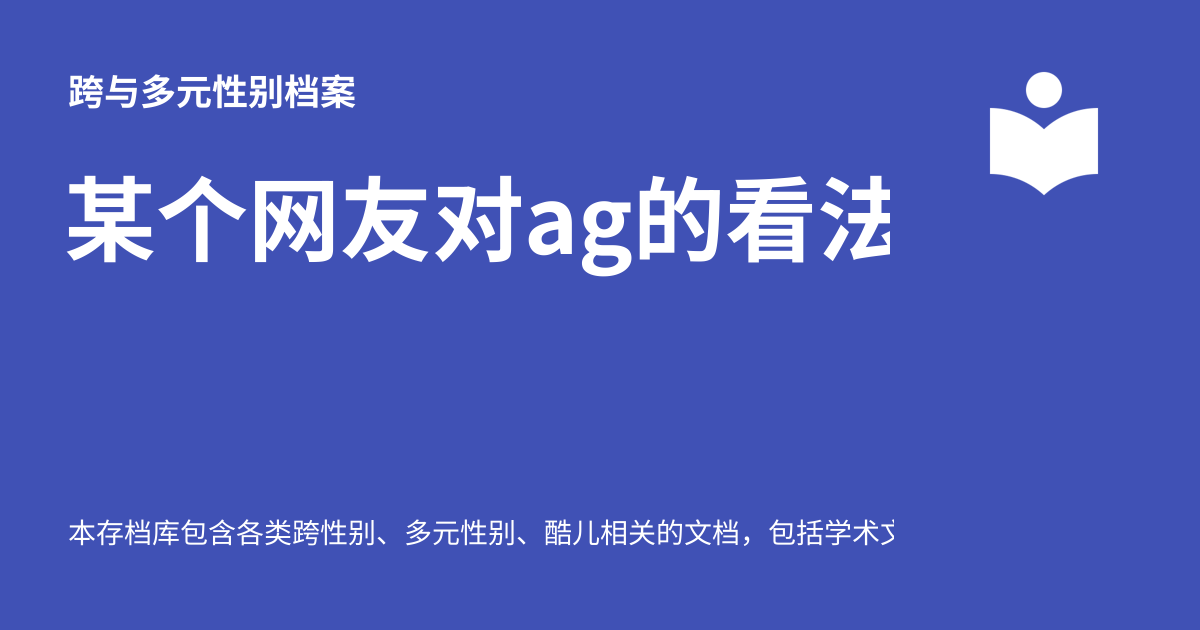 跨与多元性别档案
某个网友对ag的看法
本存档库包含各类跨性别、多元性别、酷儿相关的文档，包括学术文